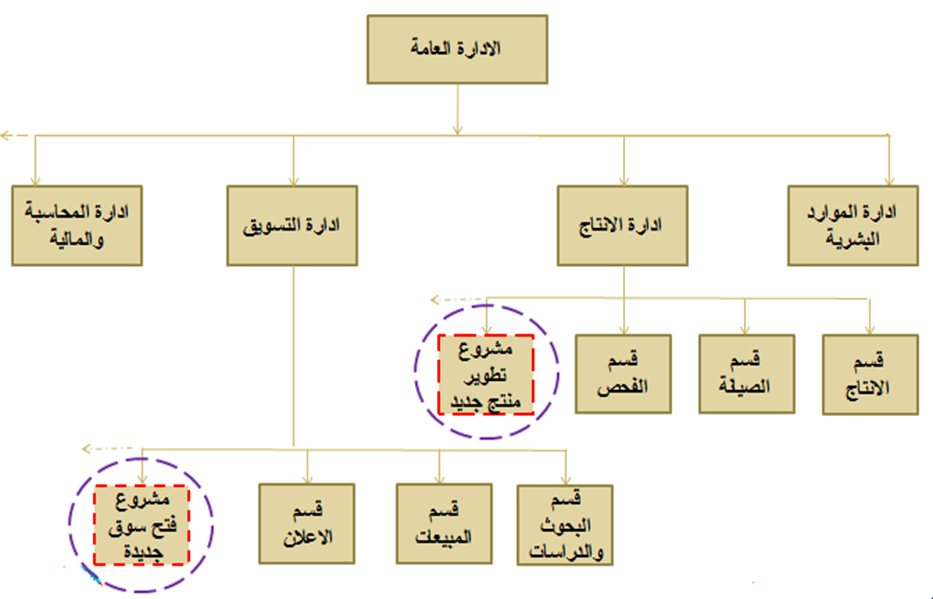 الادارة العامة
ادارة الموارد
البشرية
ادارة الانتاج
ادارة التسويق
ادارة المحاسبة
والمالية
قسم
الانتاج
قسم
الصيانة
قسم
الفحص
مشروع
تطوير
منتج جديد
قسم
البحوث
والدراسات
قسم
المبيعات
قسم
الاعلان
مشروع
فتح سوق
جديدة